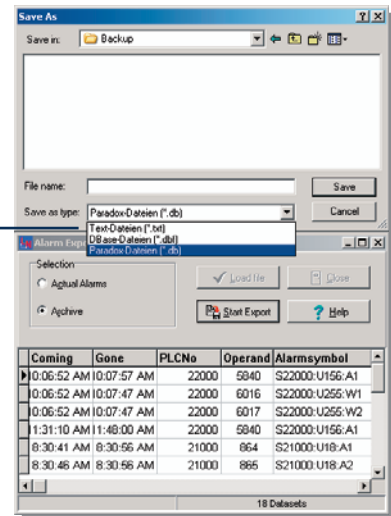 Save As
Save in: Backup
File name:
Save
Save as type: Paradox-Dateien (*.db)
Cancel
Text-Dateien (*.txt)
DBase-Dateien (*.dbf)
Paradox-Dateien (*.db)
Alarm Exp
Selection
Actual Alarms
Archive
Load file
Close
Start Export
Help
Coming Gone PLCNo Operand Alarmsymbol
0:06:52 AM 10:07:57 AM 22000 5840 S22000:U156:A1
0:06:52 AM 10:07:47 AM 22000 6016 S22000:U255:W1
0:06:52 AM 10:07:47 AM 22000 6017 S22000:U255:W2
1:31:10 AM 11:48:00 AM 22000 5840 S22000:U156:A1
8:30:41 AM 8:30:56 AM 21000 864 S21000:U18:A1
8:30:46 AM 8:30:56 AM 21000 865 S21000:U18:A2
18 Datasets